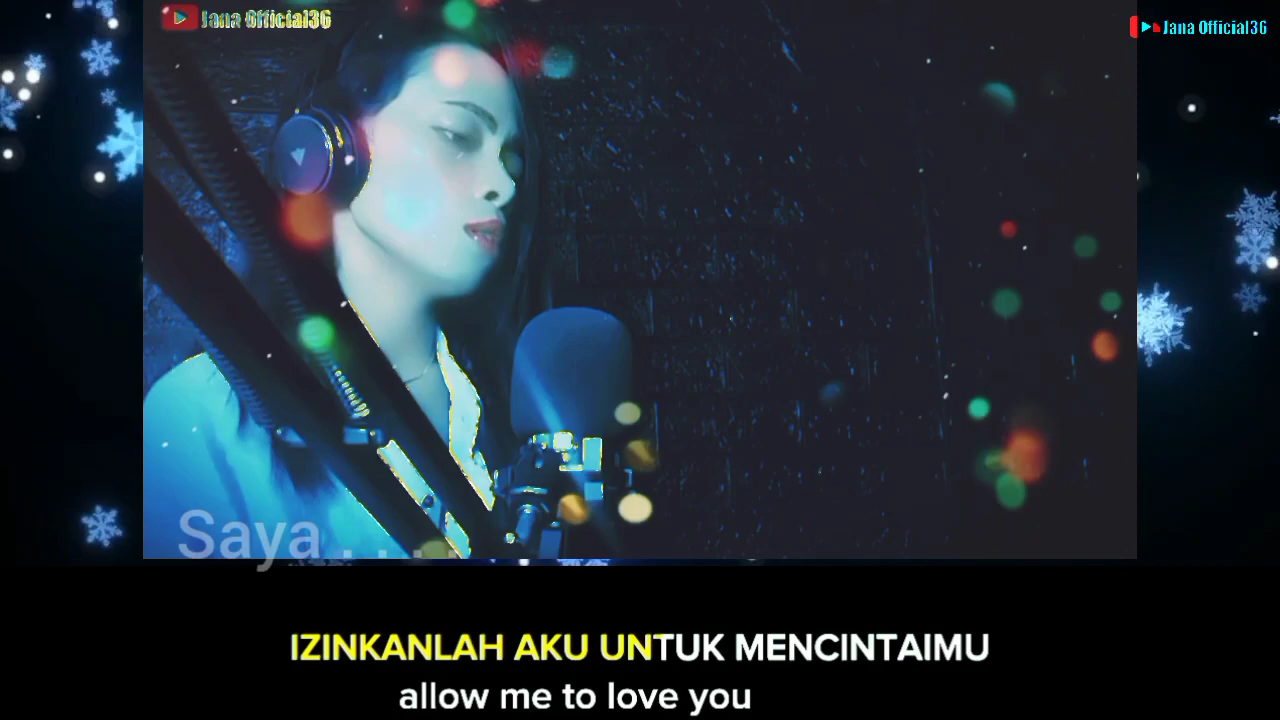 Jana Official36
Jana Official36
Saya . . . .
IZINKANLAH AKU UNTUK MENCINTAIMU
allow me to love you